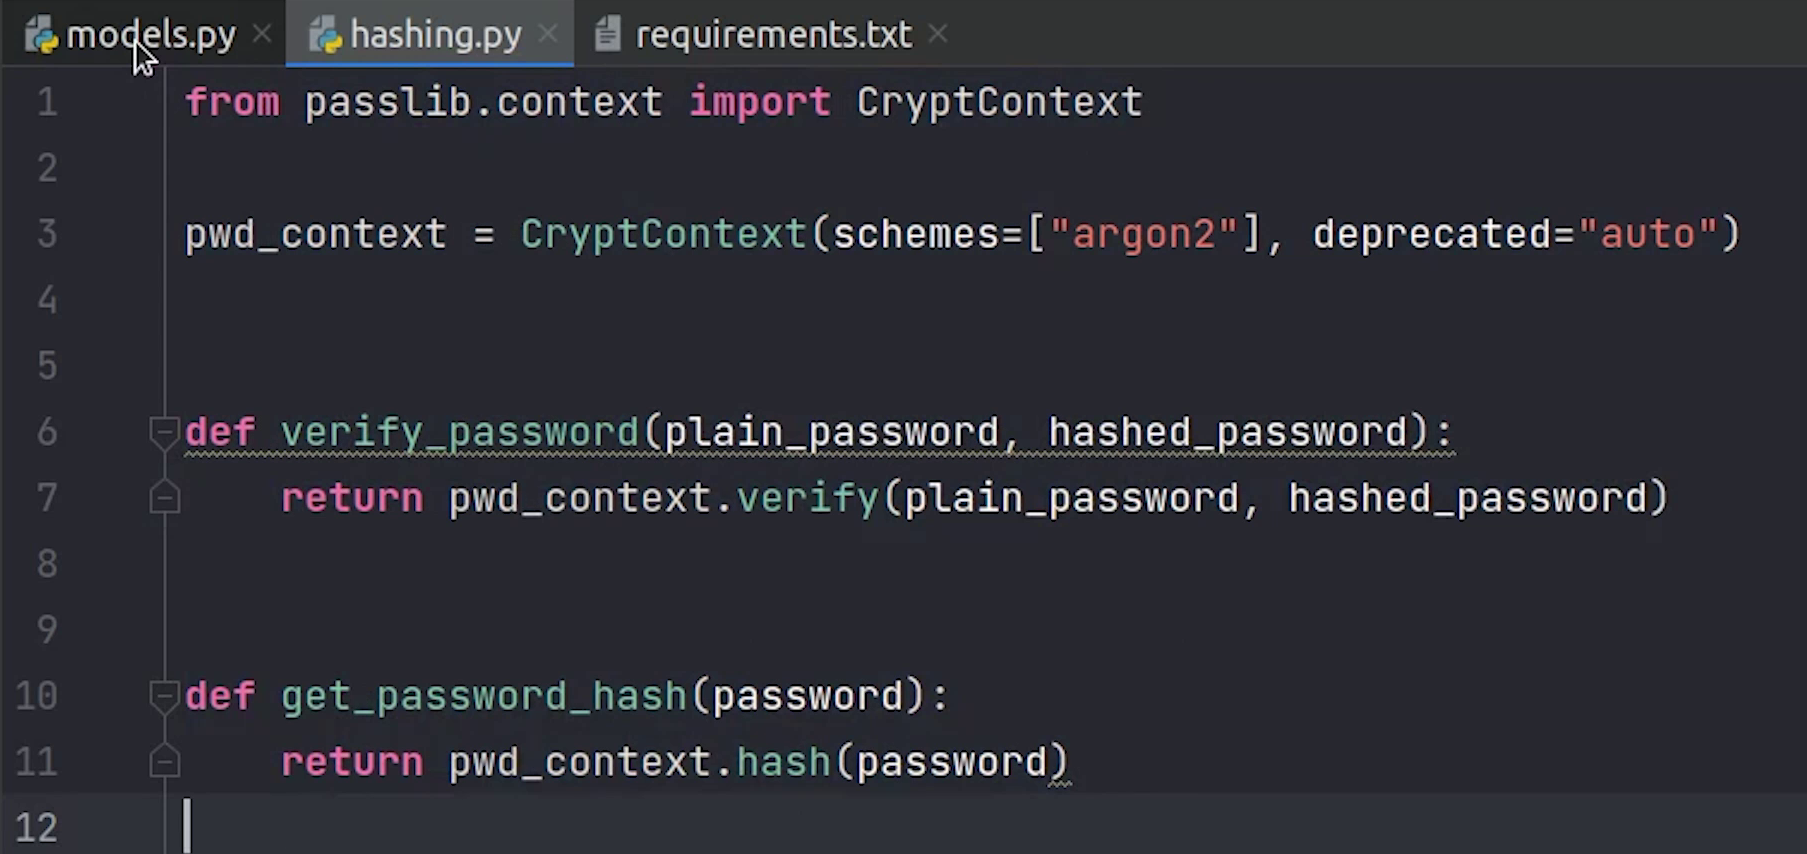 models.py hashing.py requirements.txt
1 from passlib.context import CryptContext
2
3 pwd_context = CryptContext(schemes=["argon2"], deprecated="auto")
4
5
6 def verify_password(plain_password, hashed_password):
7 return pwd_context.verify(plain_password, hashed_password)
8
9
10 def get_password_hash(password):
11 return pwd_context.hash(password)
12